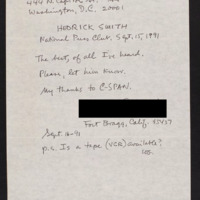 Washington, D.C. 20001
HEDRICK SMITH
National Press Club, Sept. 15, 1991
The best, of all I've heard.
Please, let him know.
My thanks to C-SPAN.
Fort Bragg, Calif. 95437
Sept. 16-91
p.s. Is a tape (VCR) available?